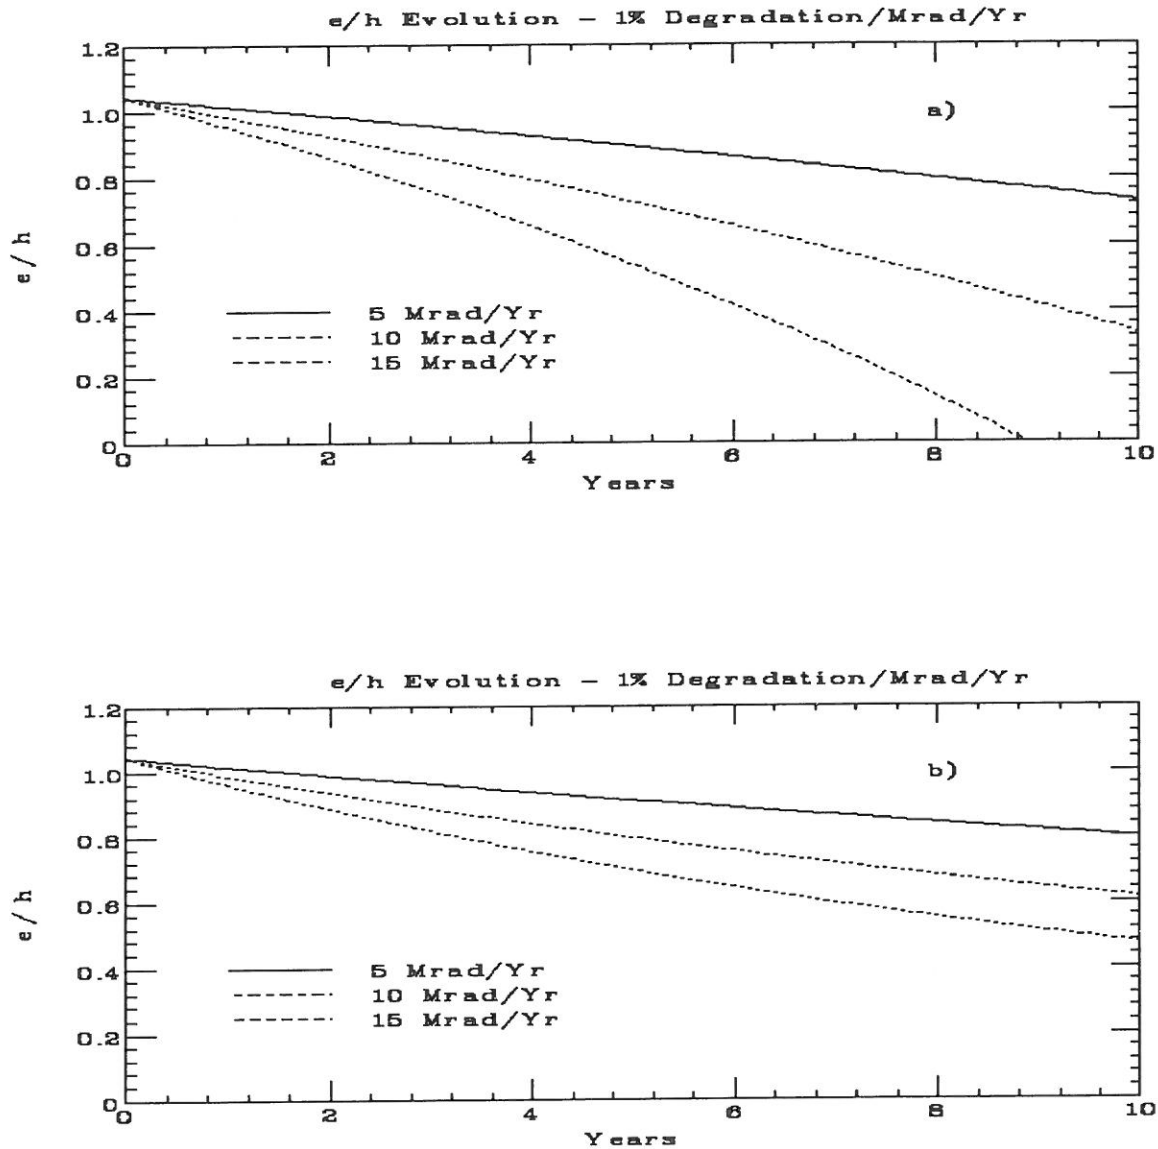 e/h Evolution – 1% Degradation/Mrad/Yr
1.2
1.0
0.8
0.6
0.4
0.2
0
e/h
a)
5 Mrad/Yr
10 Mrad/Yr
15 Mrad/Yr
0 2 4 6 8 10
Years
e/h Evolution – 1% Degradation/Mrad/Yr
1.2
1.0
0.8
0.6
0.4
0.2
0
e/h
b)
5 Mrad/Yr
10 Mrad/Yr
15 Mrad/Yr
0 2 4 6 8 10
Years